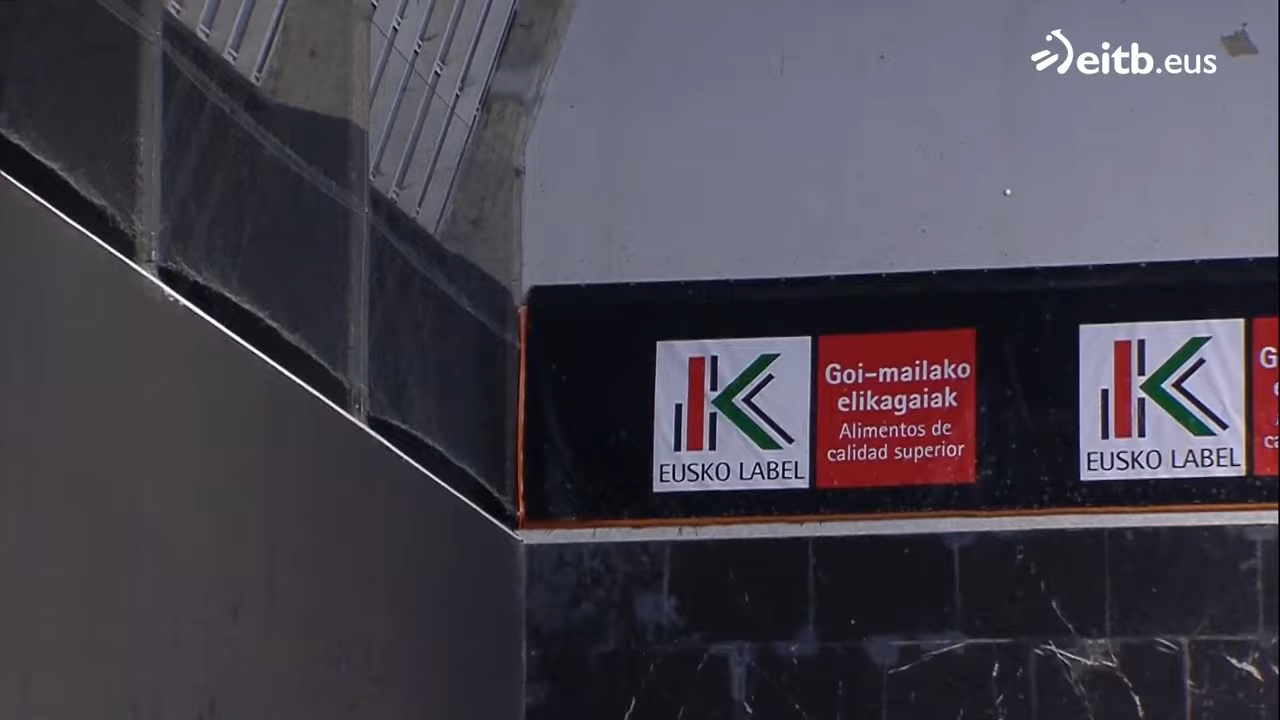 eitb.eus
Goi-mailako
elikagaiak
Alimentos de
calidad superior
EUSKO LABEL
EUSKO LABEL